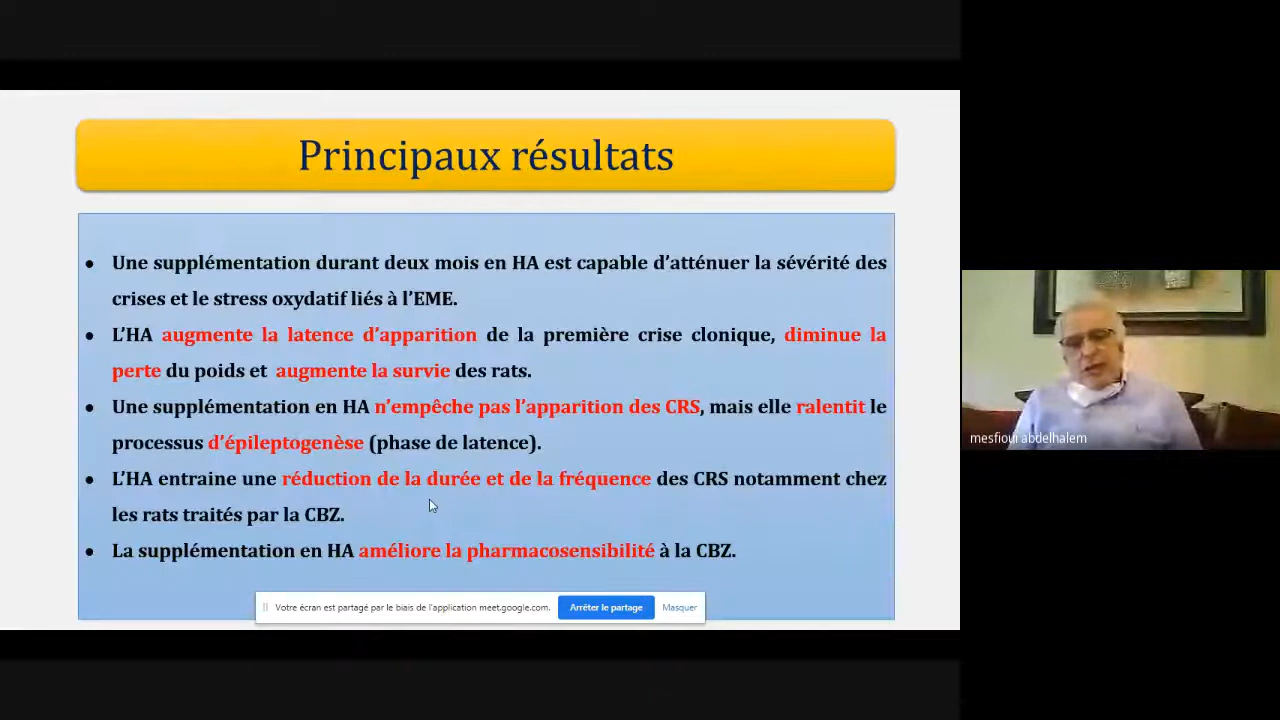 Principaux résultats
• Une supplémentation durant deux mois en HA est capable d'atténuer la sévérité des
crises et le stress oxydatif liés à l'EME.
• L'HA augmente la latence d'apparition de la première crise clonique, diminue la
perte du poids et augmente la survie des rats.
• Une supplémentation en HA n'empêche pas l'apparition des CRS, mais elle ralentit le
processus d'épileptogenèse (phase de latence).
• L'HA entraine une réduction de la durée et de la fréquence des CRS notamment chez
les rats traités par la CBZ.
• La supplémentation en HA améliore la pharmacosensibilité à la CBZ.
Votre écran est partagé par le biais de l'application meet.google.com. Arrêter le partage Masquer
mesfioui abdelhalem